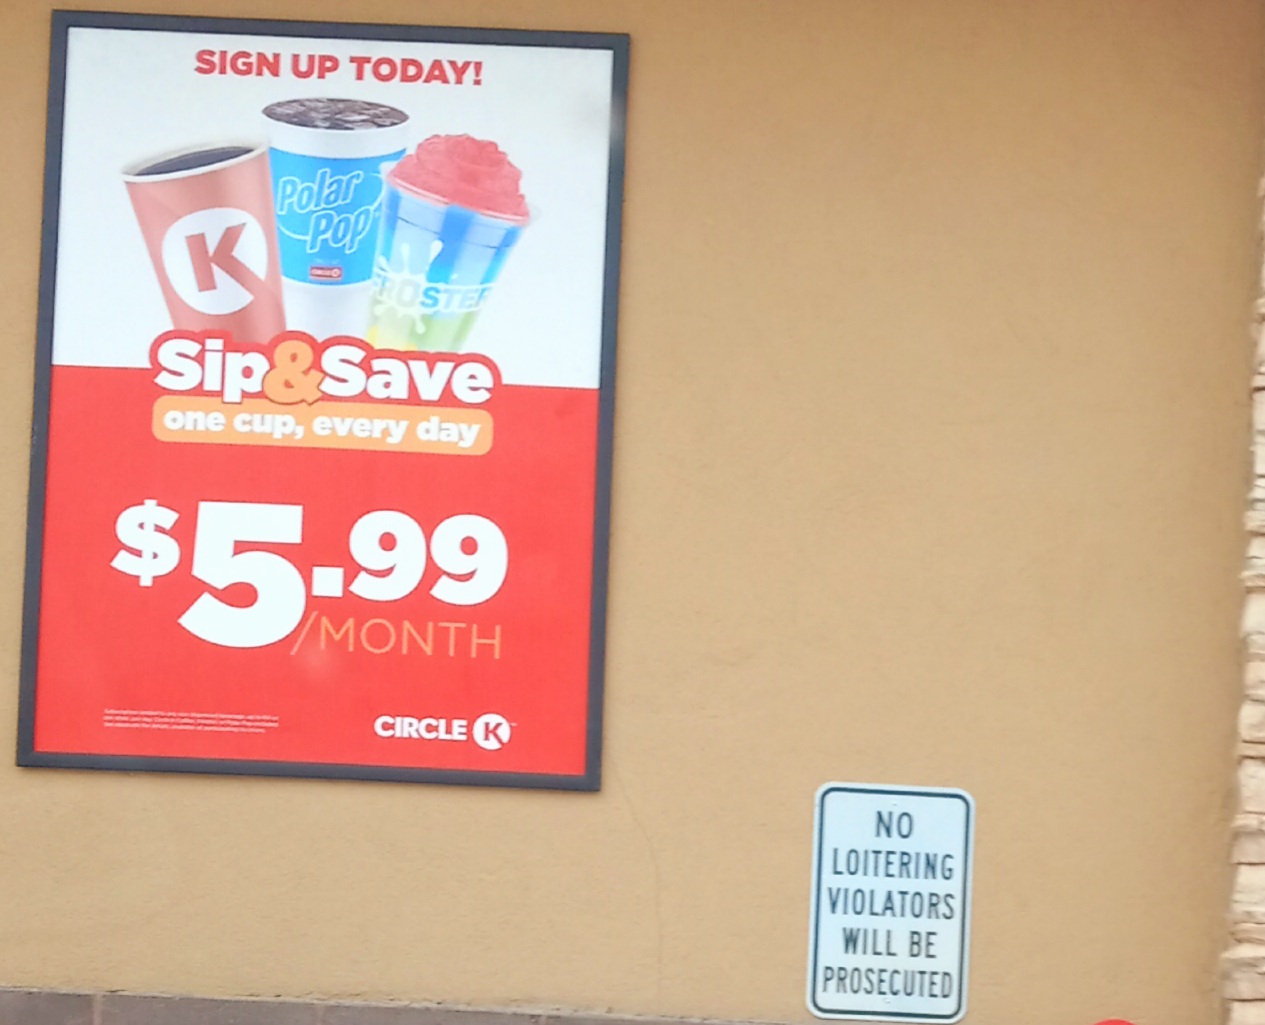 SIGN UP TODAY!
K
Polar
Pop
CIRCLE K
FROSTER
Sip&Save
one cup, every day
$5.99
/MONTH
CIRCLE K
NO
LOITERING
VIOLATORS
WILL BE
PROSECUTED